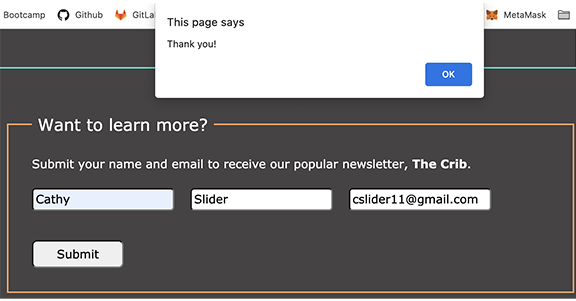 Bootcamp Github GitLa MetaMask
This page says
Thank you!
OK
Want to learn more?
Submit your name and email to receive our popular newsletter, The Crib.
Cathy Slider cslider11@gmail.com
Submit